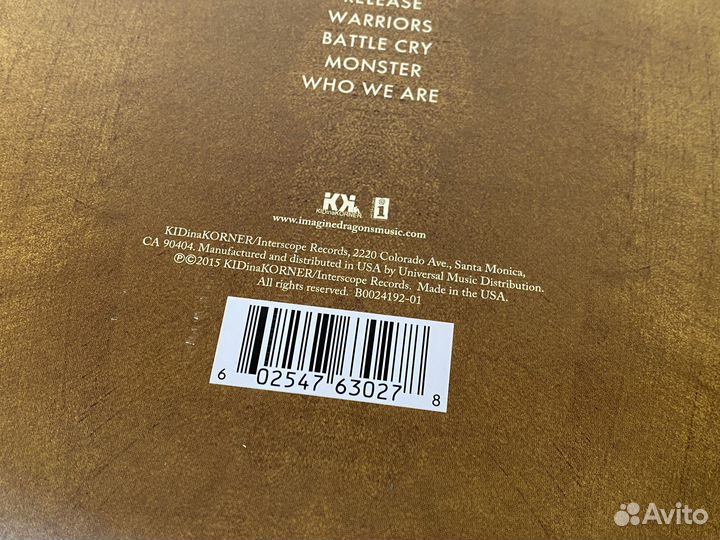 RELEASE
WARRIORS
BATTLE CRY
MONSTER
WHO WE ARE
KIDinaKORNER
www.imaginedragonsmusic.com
KIDinaKORNER/Interscope Records, 2220 Colorado Ave., Santa Monica,
CA 90404. Manufactured and distributed in USA by Universal Music Distribution.
℗©2015 KIDinaKORNER/Interscope Records. Made in the USA.
All rights reserved. B0024192-01
6 02547 63027 8
Avito